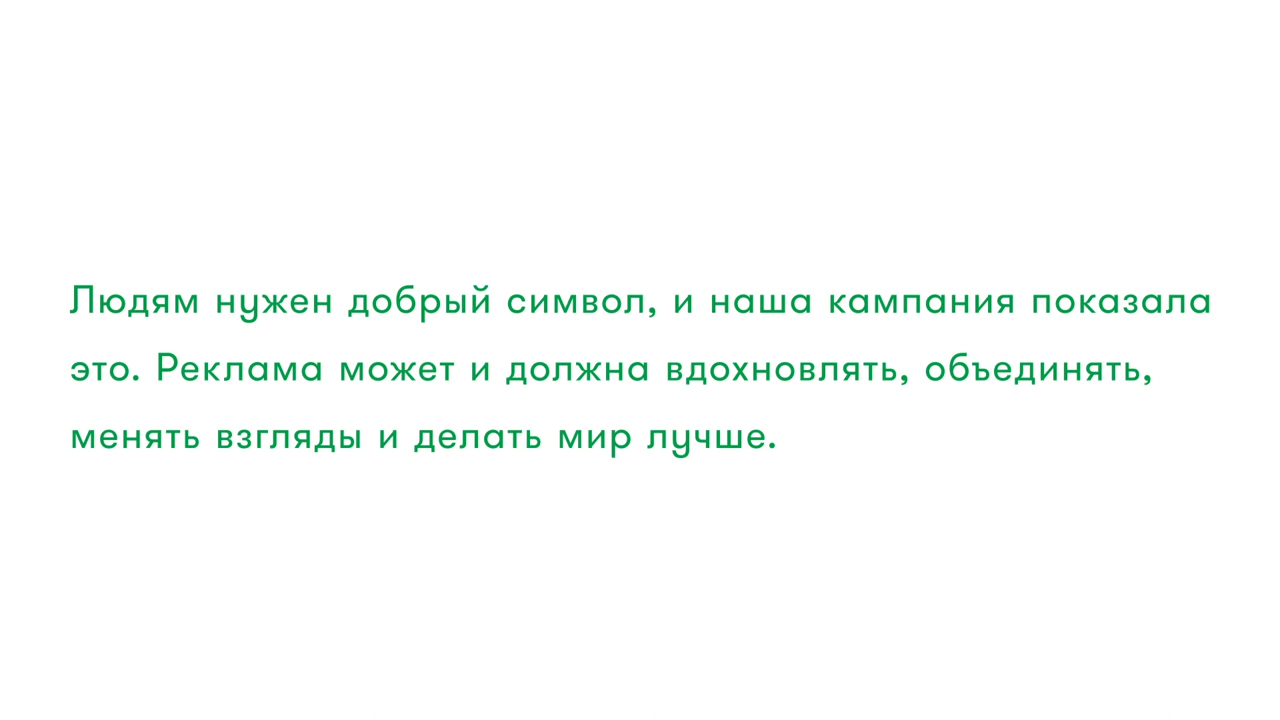 Людям нужен добрый символ, и наша кампания показала
это. Реклама может и должна вдохновлять, объединять,
менять взгляды и делать мир лучше.